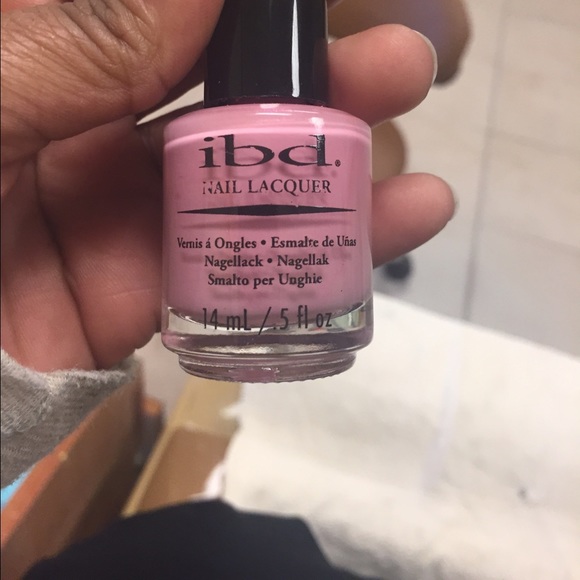 ibd®
NAIL LACQUER
Vernis á Ongles • Esmalte de Uñas
Nagellack • Nagellak
Smalto per Unghie
14 mL / .5 fl oz